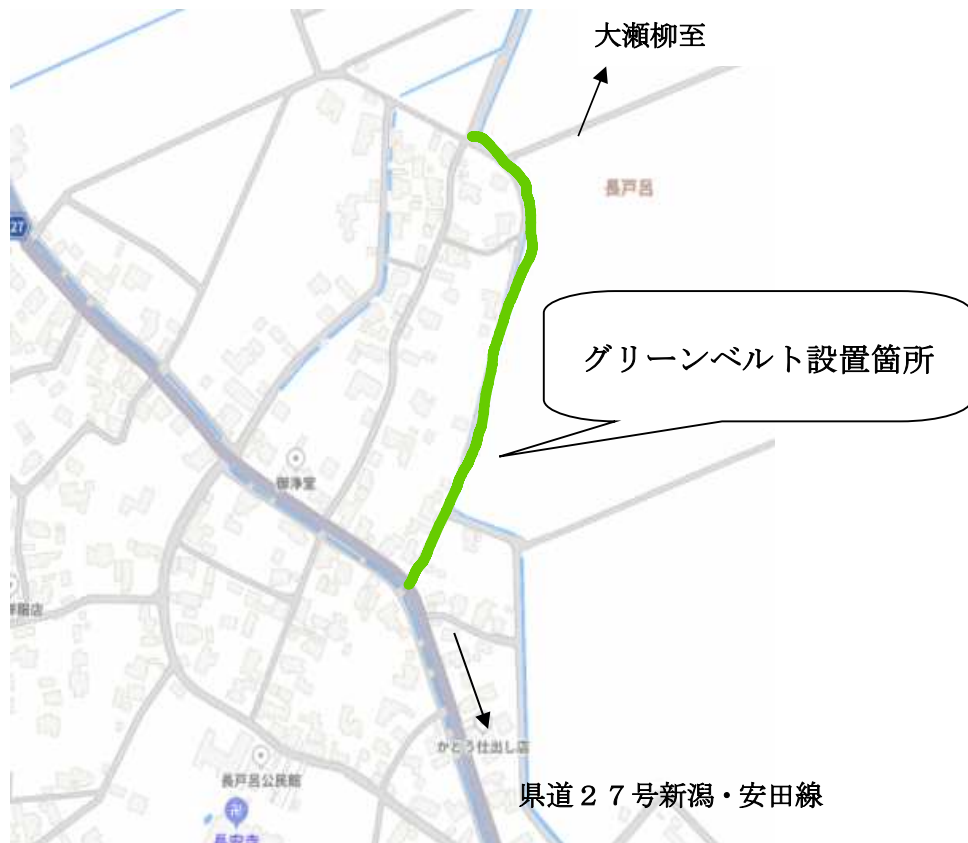 大瀬柳至
長戸呂
27
グリーンベルト設置箇所
御浄堂
かとう仕出し店
長戸呂公民館
県道２７号新潟・安田線